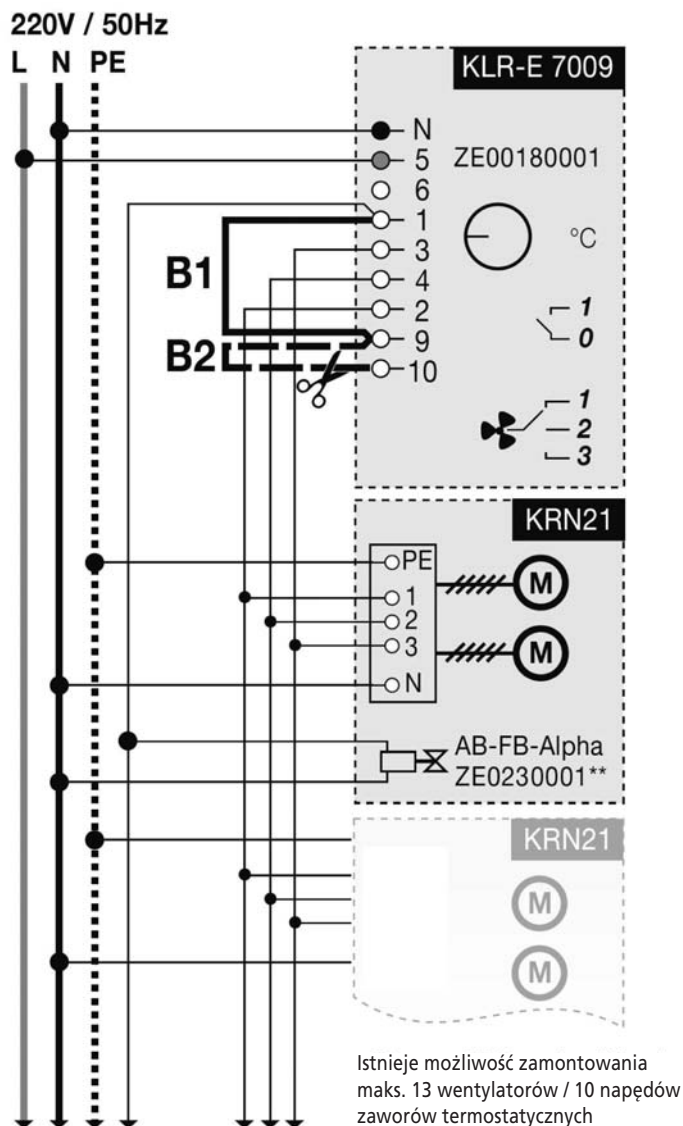 220V / 50Hz
L N PE
KLR-E 7009
N
5 ZE00180001
6
1
3 °C
4
B1
2 1
0
9
B2
10
1
2
3
KRN21
PE
M
1
2
3 M
N
AB-FB-Alpha
ZE0230001**
KRN21
M
M
Istnieje możliwość zamontowania
maks. 13 wentylatorów / 10 napędów
zaworów termostatycznych